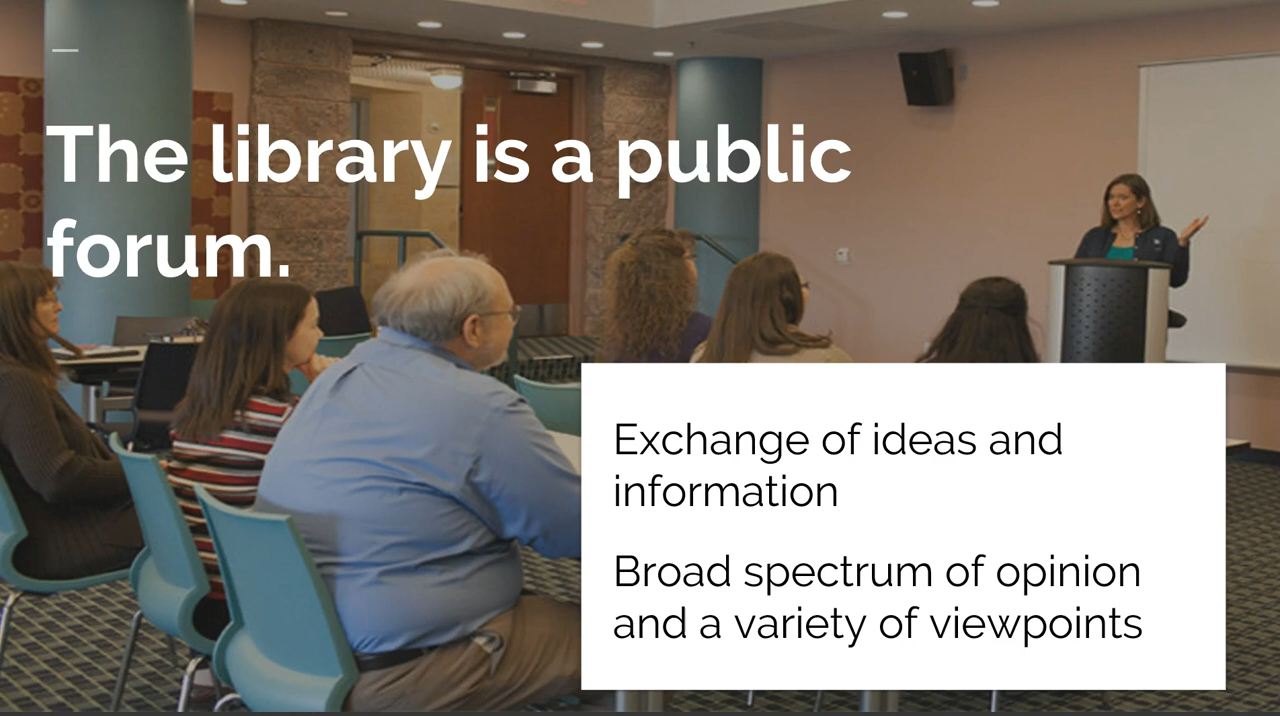 The library is a public
forum.
Exchange of ideas and
information
Broad spectrum of opinion
and a variety of viewpoints